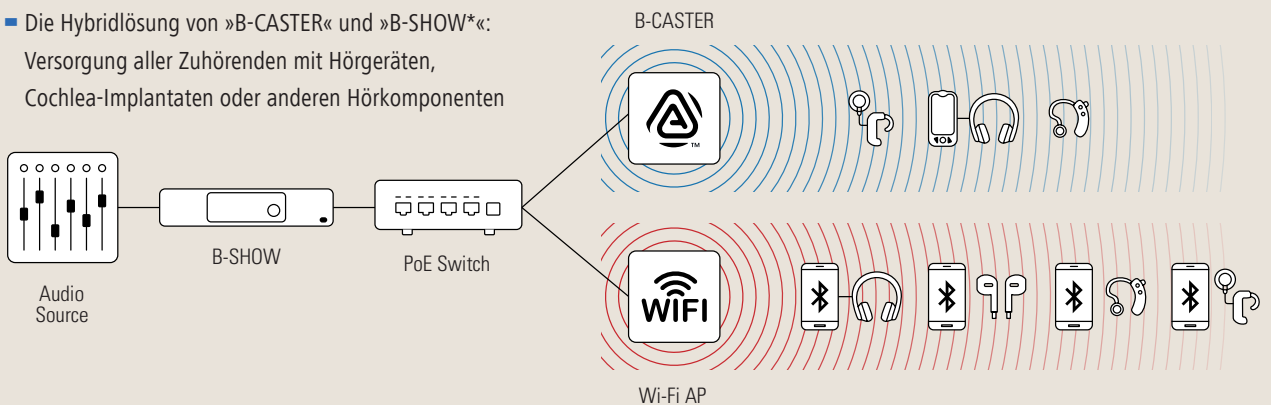 Die Hybridlösung von »B-CASTER« und »B-SHOW*«:
Versorgung aller Zuhörenden mit Hörgeräten,
Cochlea-Implantaten oder anderen Hörkomponenten
B-CASTER
TM
Audio
Source
B-SHOW
PoE Switch
WiFi
Wi-Fi AP